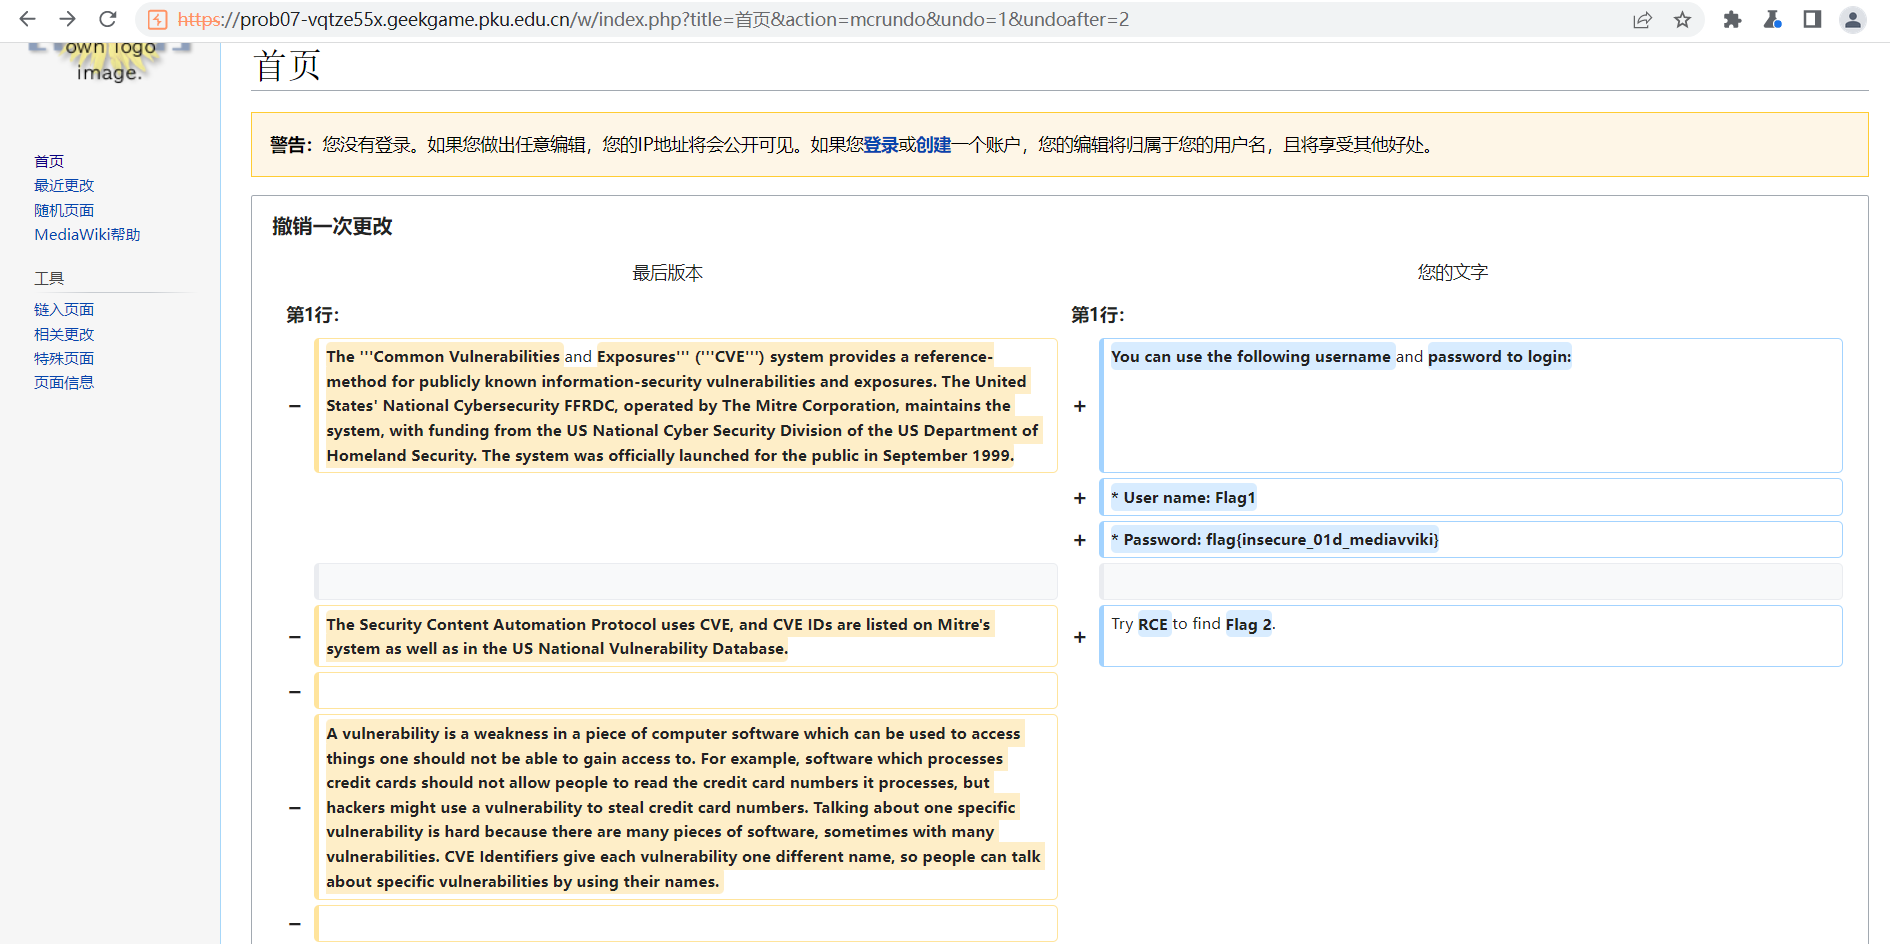 https://prob07-vqtze55x.geekgame.pku.edu.cn/w/index.php?title=首页&action=mcrundo&undo=1&undoafter=2
own logo
image.
首页
最近更改
随机页面
MediaWiki帮助
工具
链入页面
相关更改
特殊页面
页面信息
首页
警告：您没有登录。如果您做出任意编辑，您的IP地址将会公开可见。如果您登录或创建一个账户，您的编辑将归属于您的用户名，且将享受其他好处。
撤销一次更改
最后版本
您的文字
第1行：
第1行：
− The '''Common Vulnerabilities and Exposures''' ('''CVE''') system provides a reference-
method for publicly known information-security vulnerabilities and exposures. The United
States' National Cybersecurity FFRDC, operated by The Mitre Corporation, maintains the
system, with funding from the US National Cyber Security Division of the US Department of
Homeland Security. The system was officially launched for the public in September 1999.
+ You can use the following username and password to login:
+ * User name: Flag1
+ * Password: flag{insecure_01d_mediavviki}
− The Security Content Automation Protocol uses CVE, and CVE IDs are listed on Mitre's
system as well as in the US National Vulnerability Database.
+ Try RCE to find Flag 2.
−
− A vulnerability is a weakness in a piece of computer software which can be used to access
things one should not be able to gain access to. For example, software which processes
credit cards should not allow people to read the credit card numbers it processes, but
hackers might use a vulnerability to steal credit card numbers. Talking about one specific
vulnerability is hard because there are many pieces of software, sometimes with many
vulnerabilities. CVE Identifiers give each vulnerability one different name, so people can talk
about specific vulnerabilities by using their names.
−